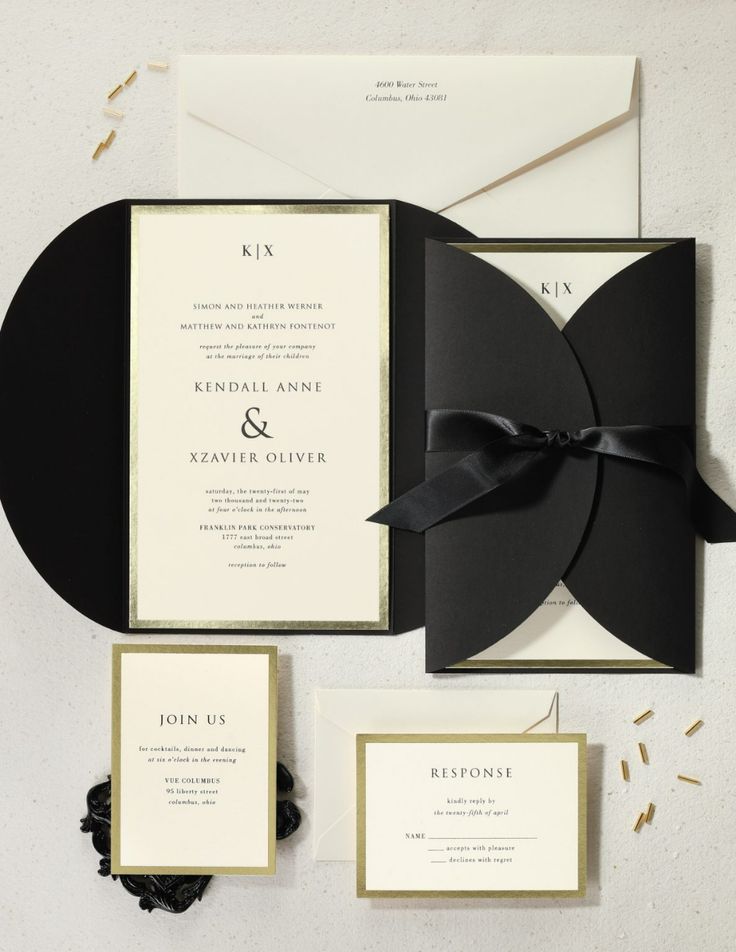 4600 Water Street
Columbus, Ohio 43081
K|X
SIMON AND HEATHER WERNER
and
MATTHEW AND KATHRYN FONTENOT
request the pleasure of your company
at the marriage of their children
KENDALL ANNE
&
XZAVIER OLIVER
saturday, the twenty-first of may
two thousand and twenty-two
at four o'clock in the afternoon
FRANKLIN PARK CONSERVATORY
1777 east broad street
columbus, ohio
reception to follow
K|X
JOIN US
for cocktails, dinner and dancing
at six o'clock in the evening
VUE COLUMBUS
95 liberty street
columbus, ohio
RESPONSE
kindly reply by
the twenty-fifth of april
NAME
accepts with pleasure
declines with regret